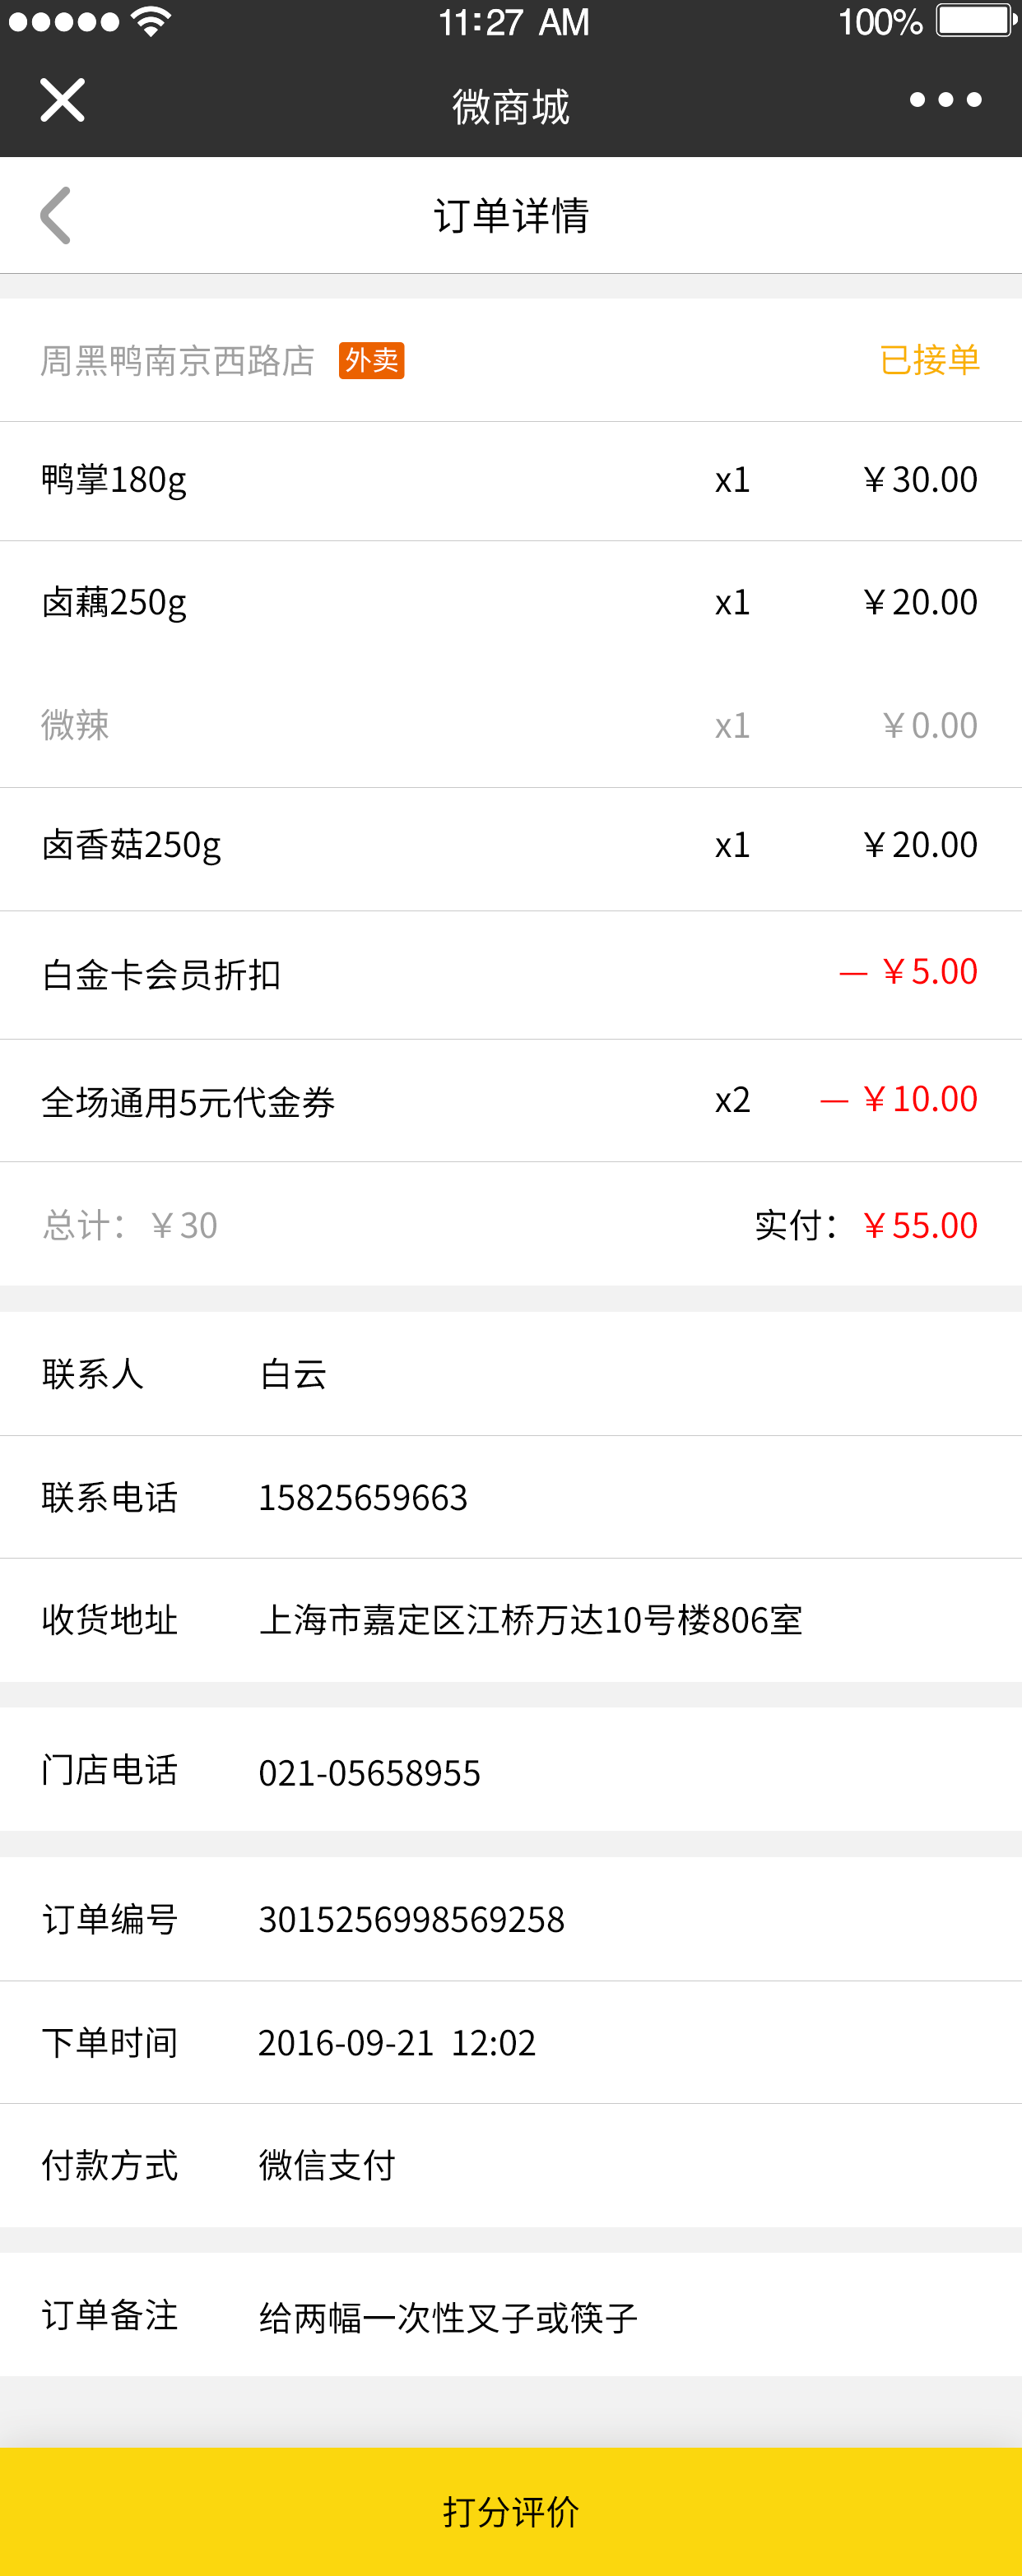 11:27 AM 100%
微商城
订单详情
周黑鸭南京西路店 外卖 已接单
鸭掌180g x1 ￥30.00
卤藕250g x1 ￥20.00
微辣 x1 ￥0.00
卤香菇250g x1 ￥20.00
白金卡会员折扣 — ￥5.00
全场通用5元代金券 x2 — ￥10.00
总计：￥30 实付：￥55.00
联系人 白云
联系电话 15825659663
收货地址 上海市嘉定区江桥万达10号楼806室
门店电话 021-05658955
订单编号 3015256998569258
下单时间 2016-09-21 12:02
付款方式 微信支付
订单备注 给两幅一次性叉子或筷子
打分评价